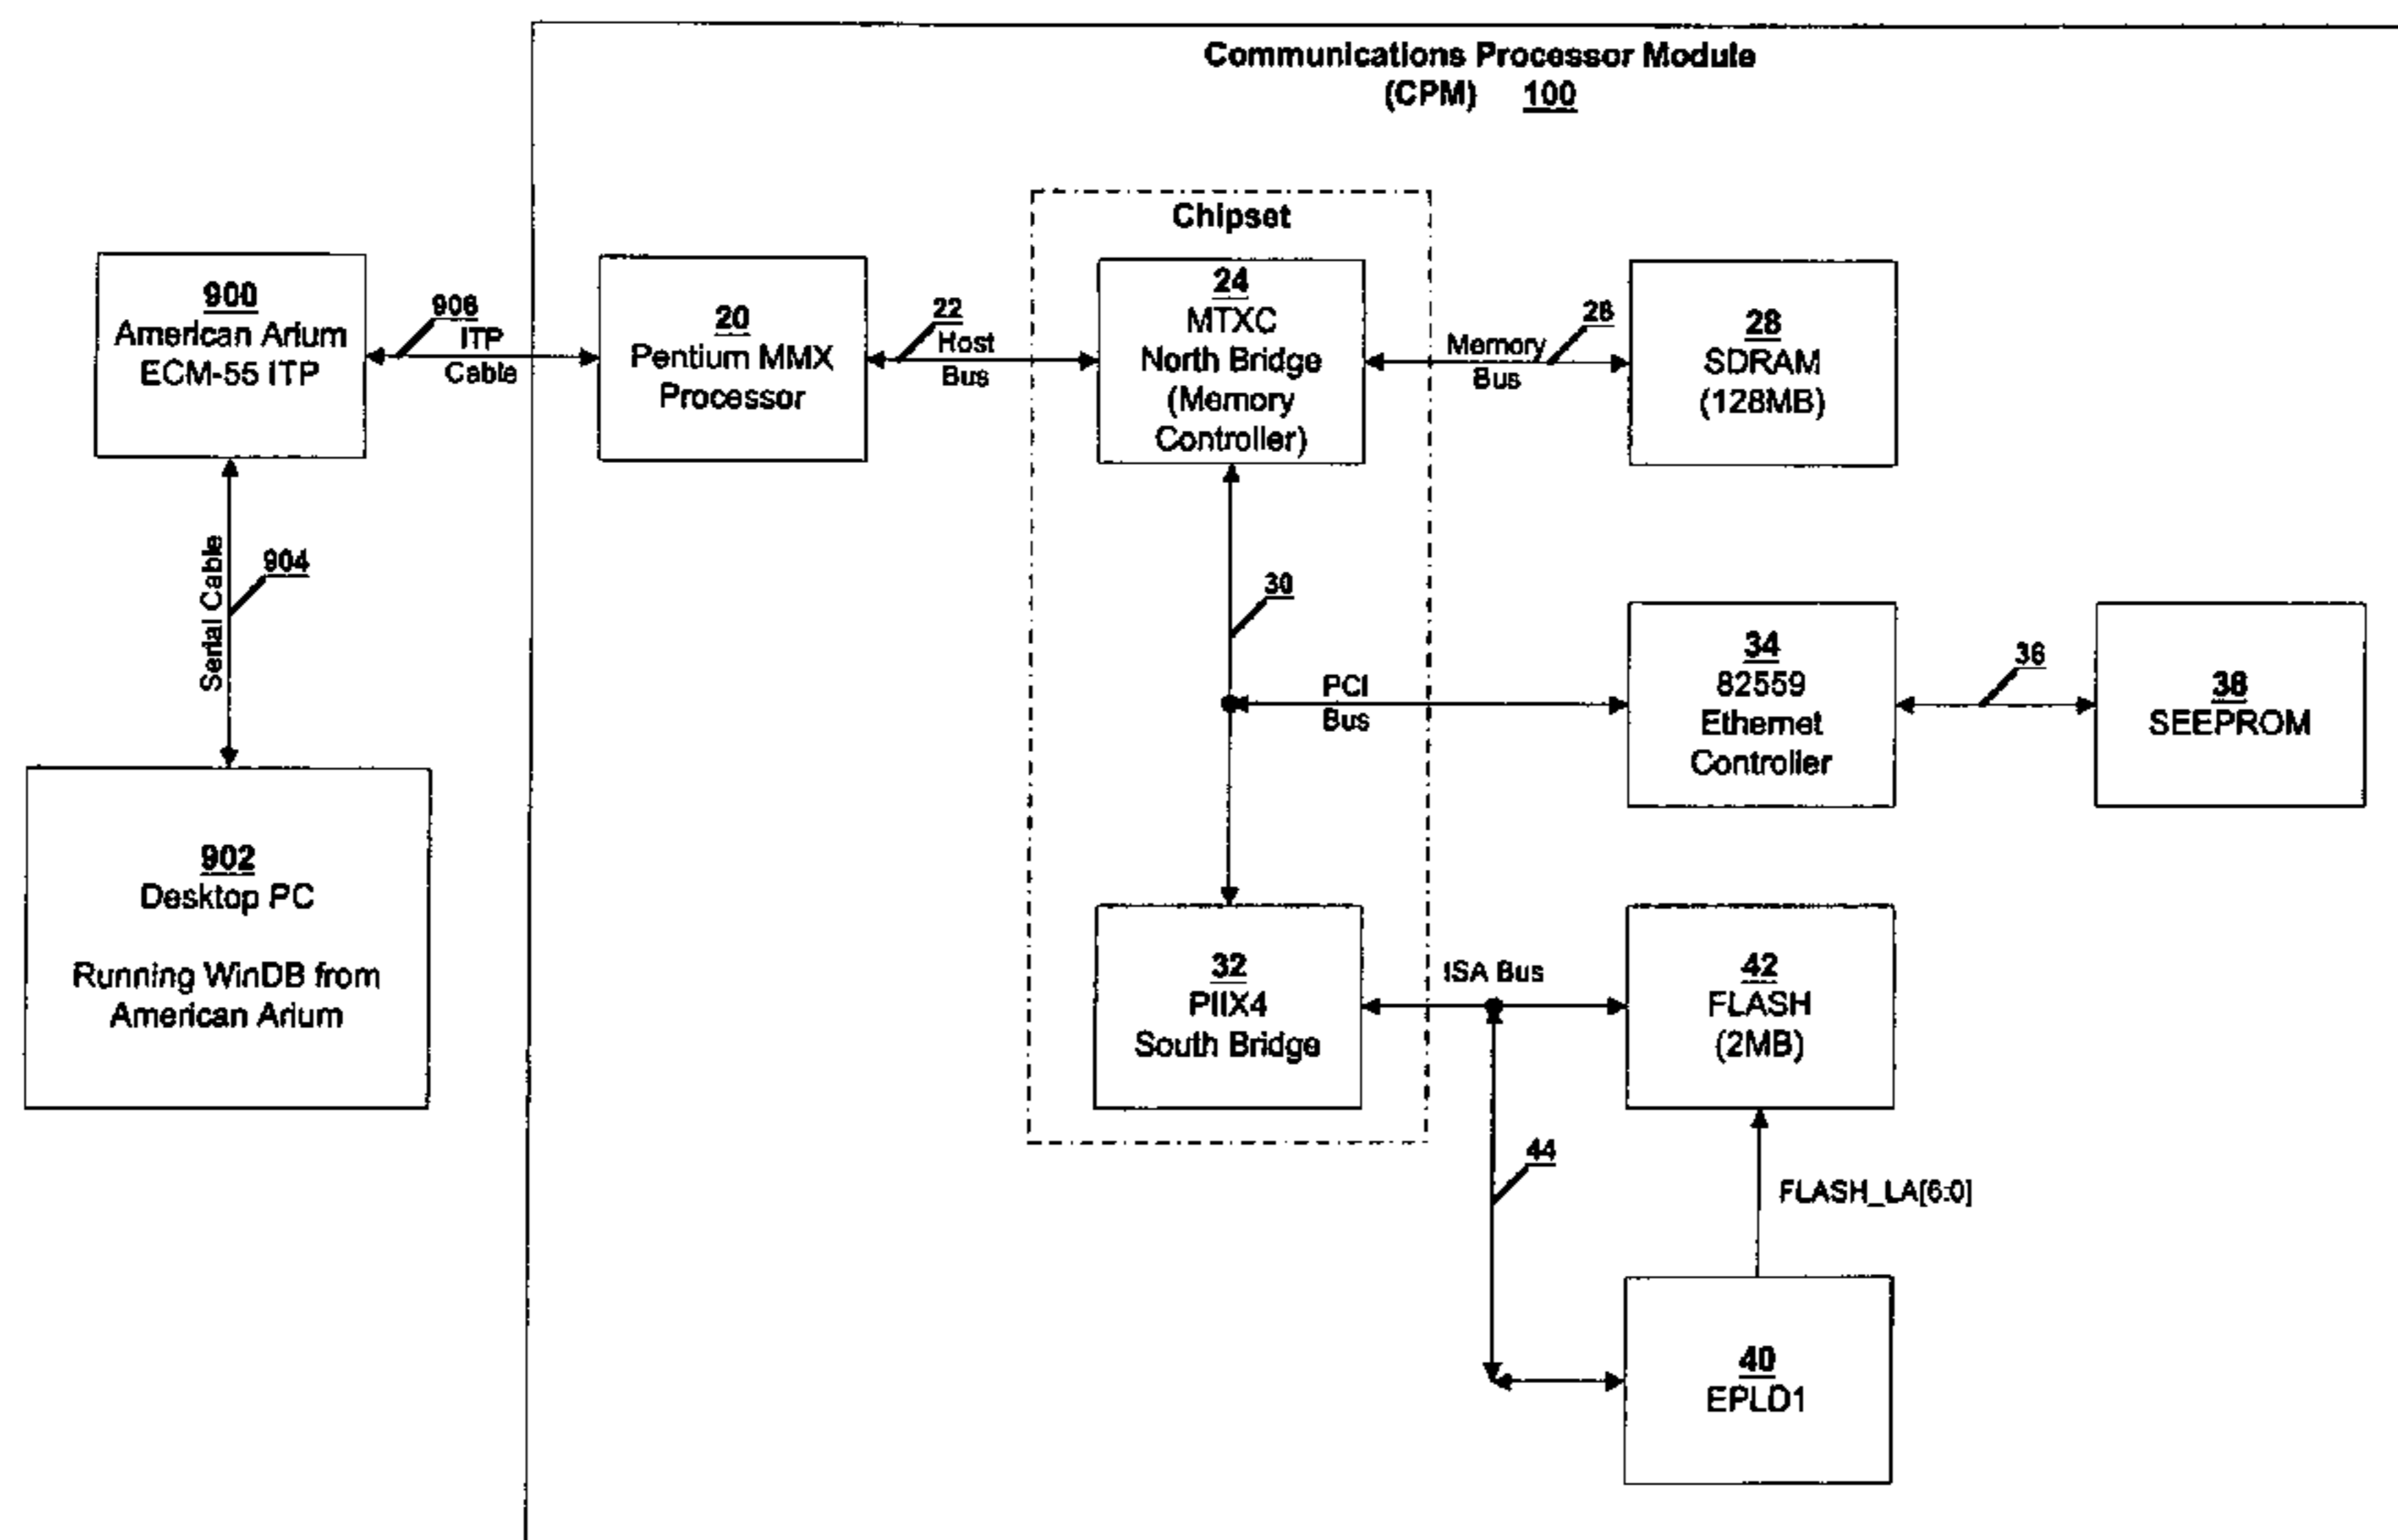 Communications Processor Module
(CPM) 100
Chipset
900
American Arium
ECM-55 ITP
906
ITP
Cable
20
Pentium MMX
Processor
22
Host
Bus
24
MTXC
North Bridge
(Memory
Controller)
Memory
Bus
26
28
SDRAM
(128MB)
Serial Cable
904
30
PCI
Bus
34
82559
Ethernet
Controller
36
38
SEEPROM
902
Desktop PC
Running WinDB from
American Arium
32
PIIX4
South Bridge
ISA Bus
42
FLASH
(2MB)
44
FLASH_LA[6:0]
40
EPLD1